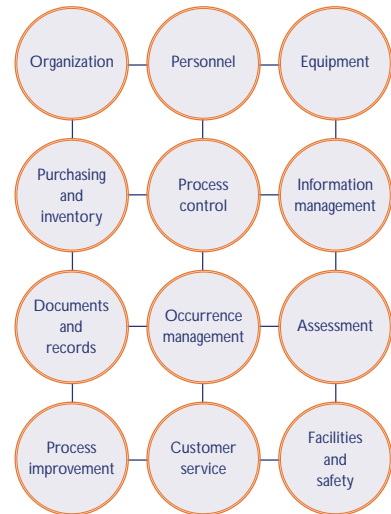 Organization
Personnel
Equipment
Purchasing
and
inventory
Process
control
Information
management
Documents
and
records
Occurrence
management
Assessment
Process
improvement
Customer
service
Facilities
and
safety